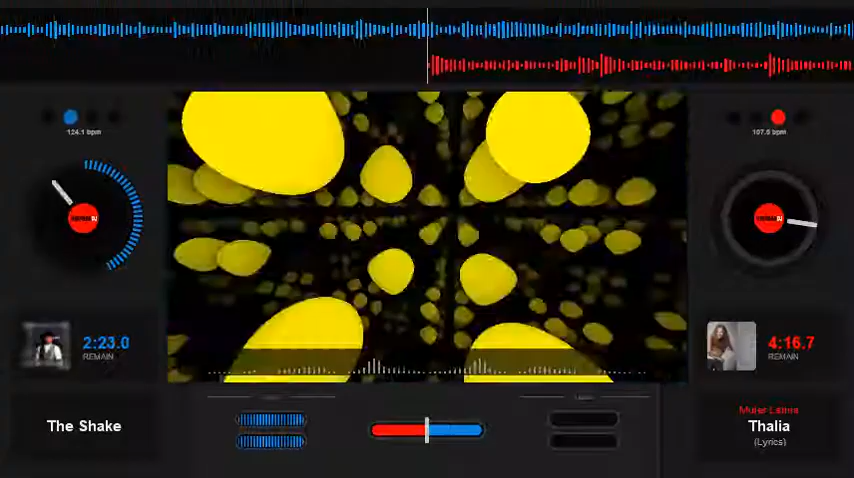 124.1 bpm
107.0 bpm
2:23.0
REMAIN
4:16.7
REMAIN
The Shake
Mujer Latina
Thalia
(Lyrics)